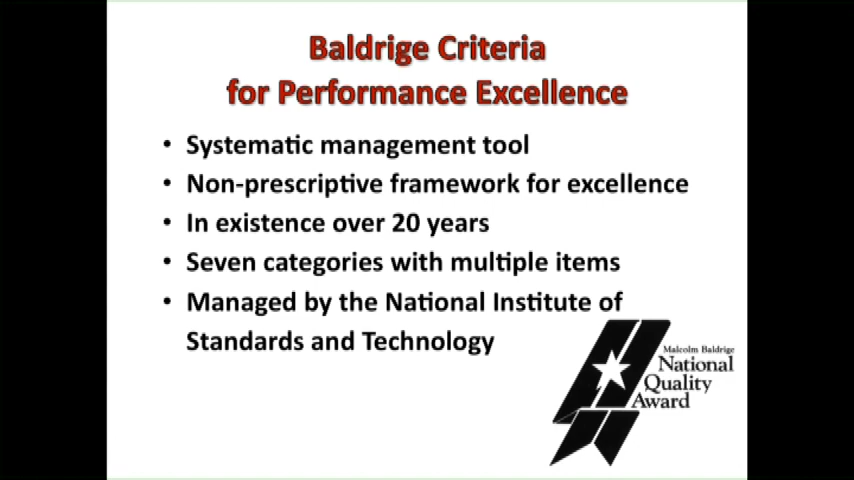 Baldrige Criteria
for Performance Excellence
• Systematic management tool
• Non-prescriptive framework for excellence
• In existence over 20 years
• Seven categories with multiple items
• Managed by the National Institute of
Standards and Technology
Malcolm Baldrige
National
Quality
Award